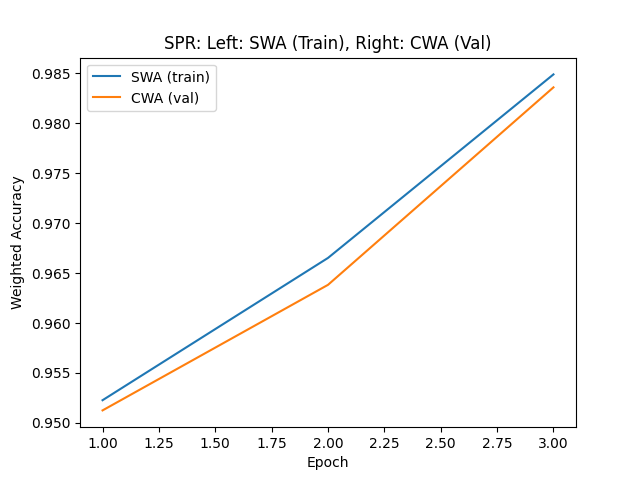 SPR: Left: SWA (Train), Right: CWA (Val)
SWA (train)
CWA (val)
Weighted Accuracy
0.985
0.980
0.975
0.970
0.965
0.960
0.955
0.950
1.00 1.25 1.50 1.75 2.00 2.25 2.50 2.75 3.00
Epoch